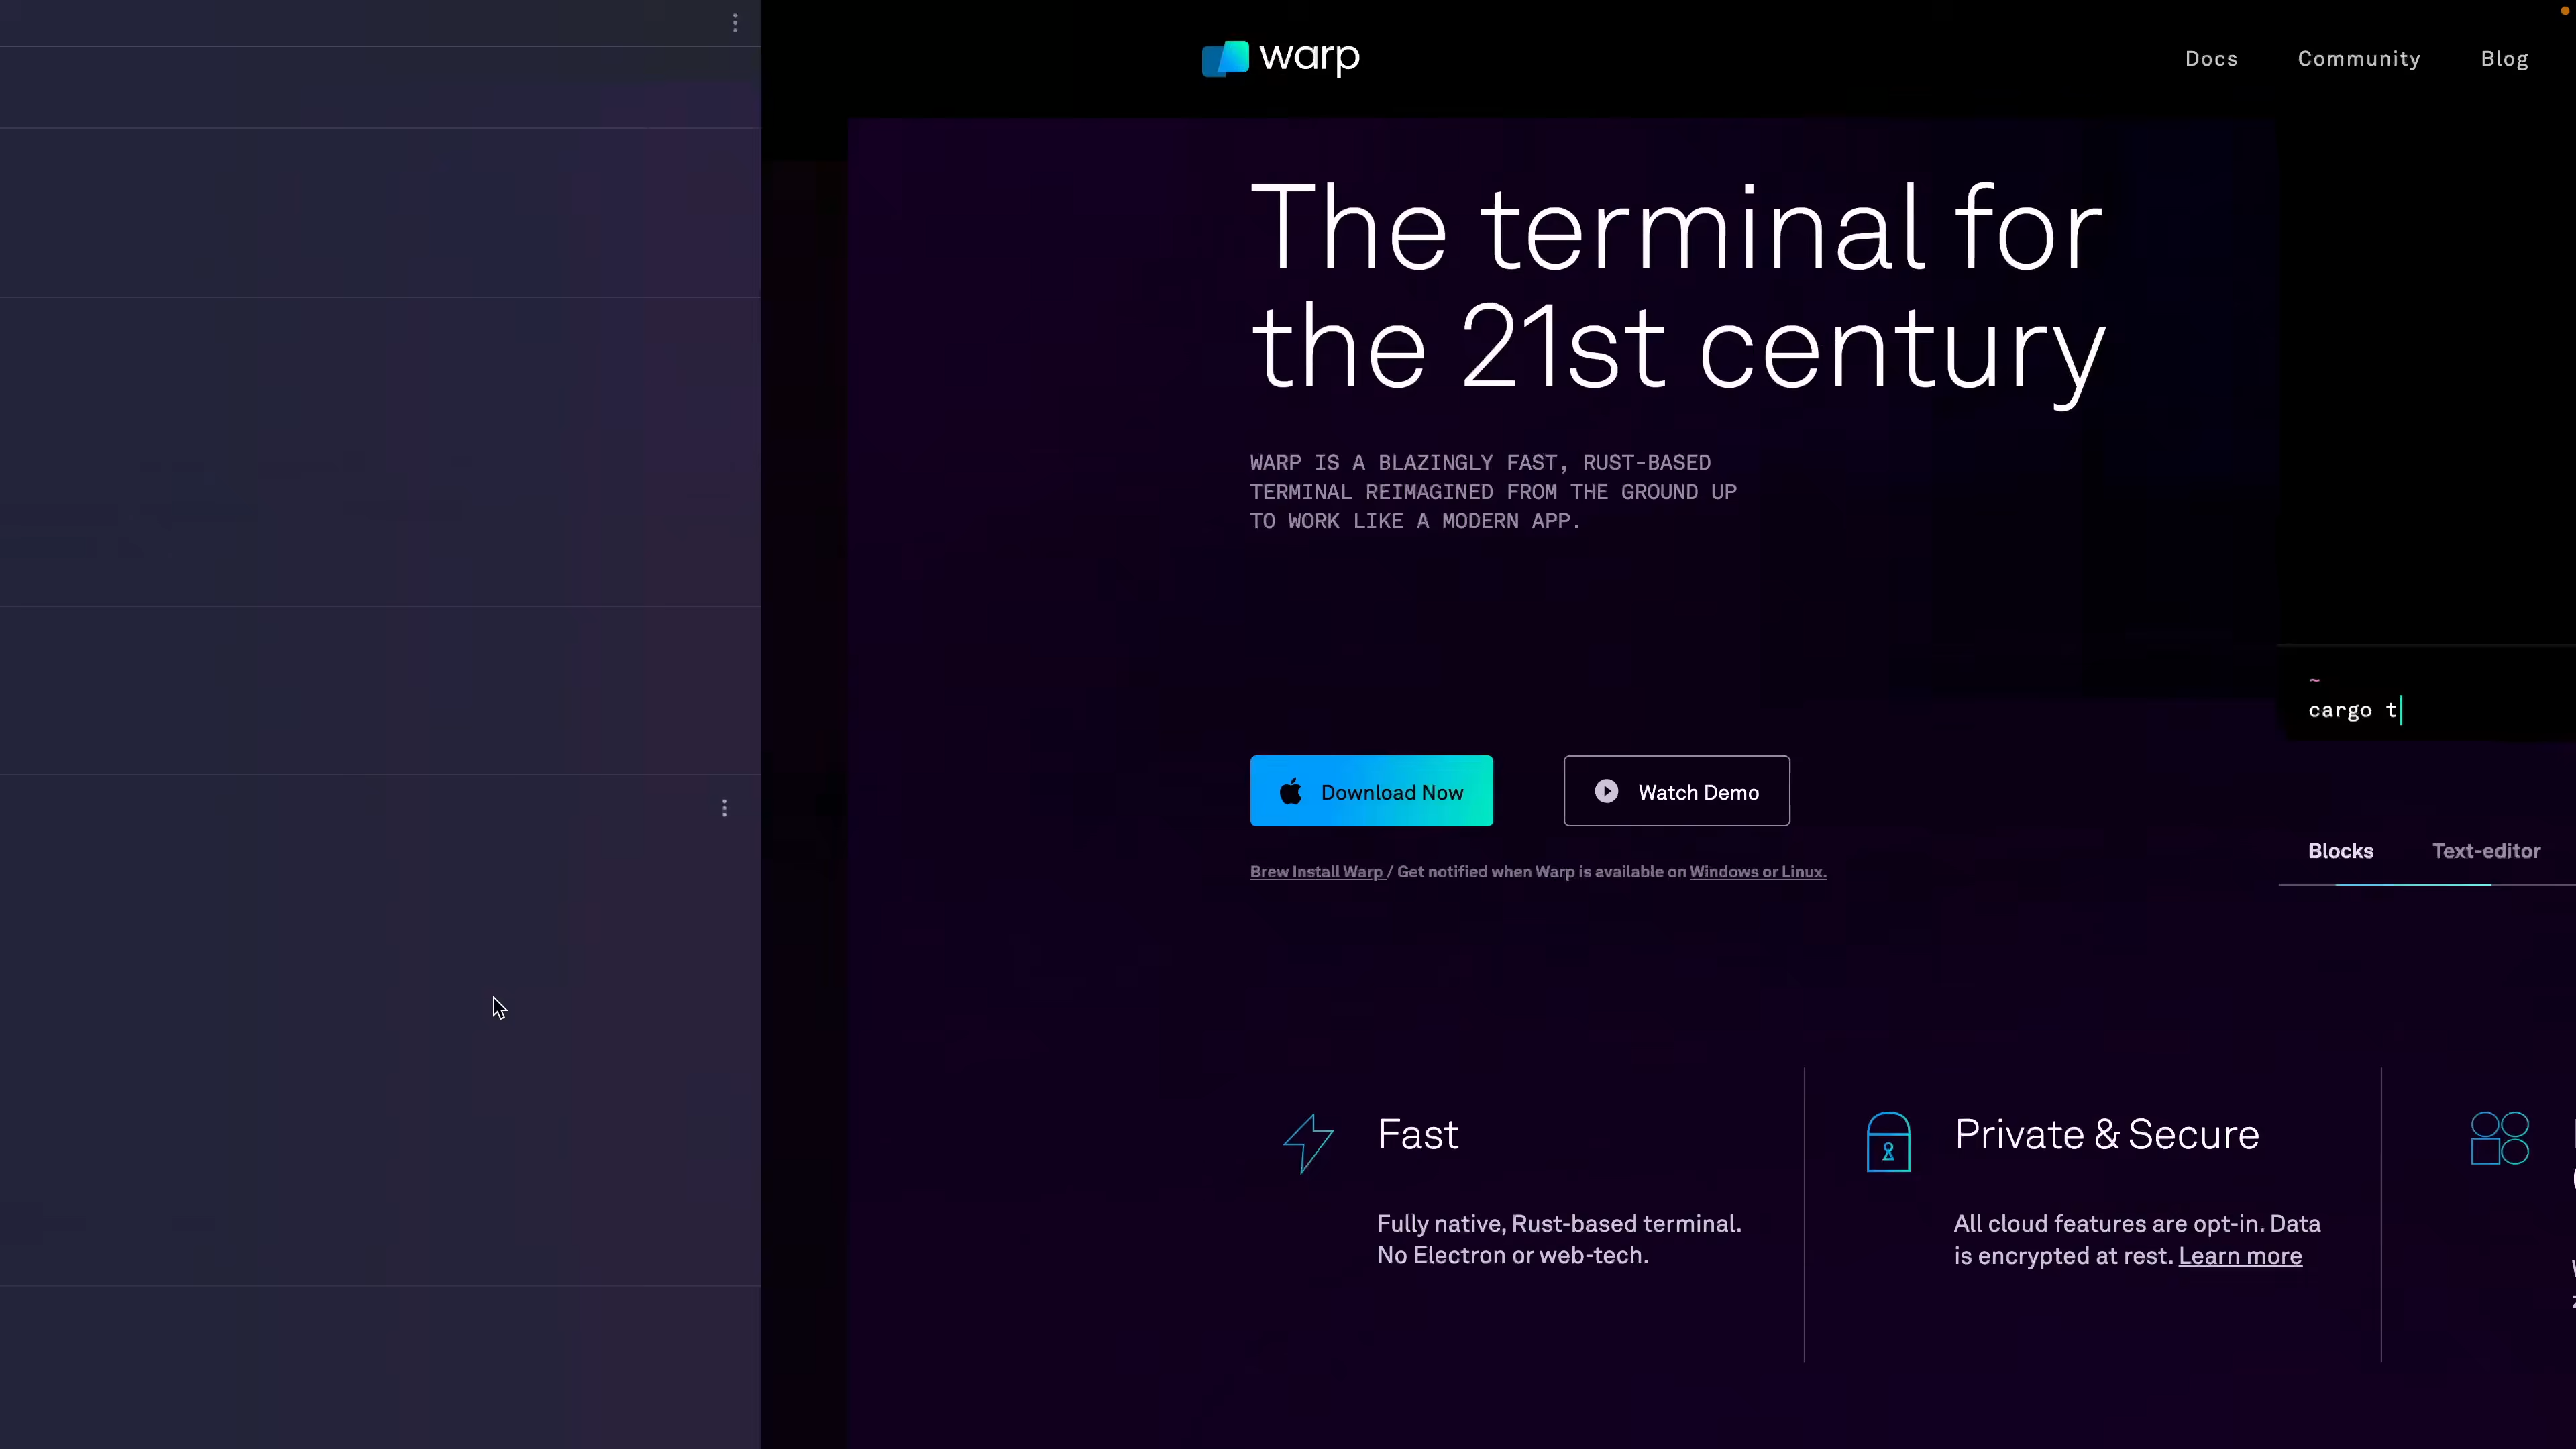 warp
Docs
Community
Blog
The terminal for
the 21st century
WARP IS A BLAZINGLY FAST, RUST-BASED
TERMINAL REIMAGINED FROM THE GROUND UP
TO WORK LIKE A MODERN APP.
~
cargo t
Download Now
Watch Demo
Brew Install Warp / Get notified when Warp is available on Windows or Linux.
Blocks
Text-editor
Fast
Fully native, Rust-based terminal.
No Electron or web-tech.
Private & Secure
All cloud features are opt-in. Data
is encrypted at rest. Learn more